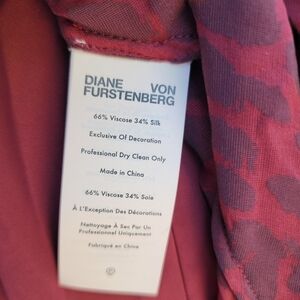 DIANE VON
FURSTENBERG
66% Viscose 34% Silk
Exclusive Of Decoration
Professional Dry Clean Only
Made in China
66% Viscose 34% Soie
À L'Exception Des Décorations
Nettoyage À Sec Par Un
Professionnel Uniquement
Fabriqué en Chine